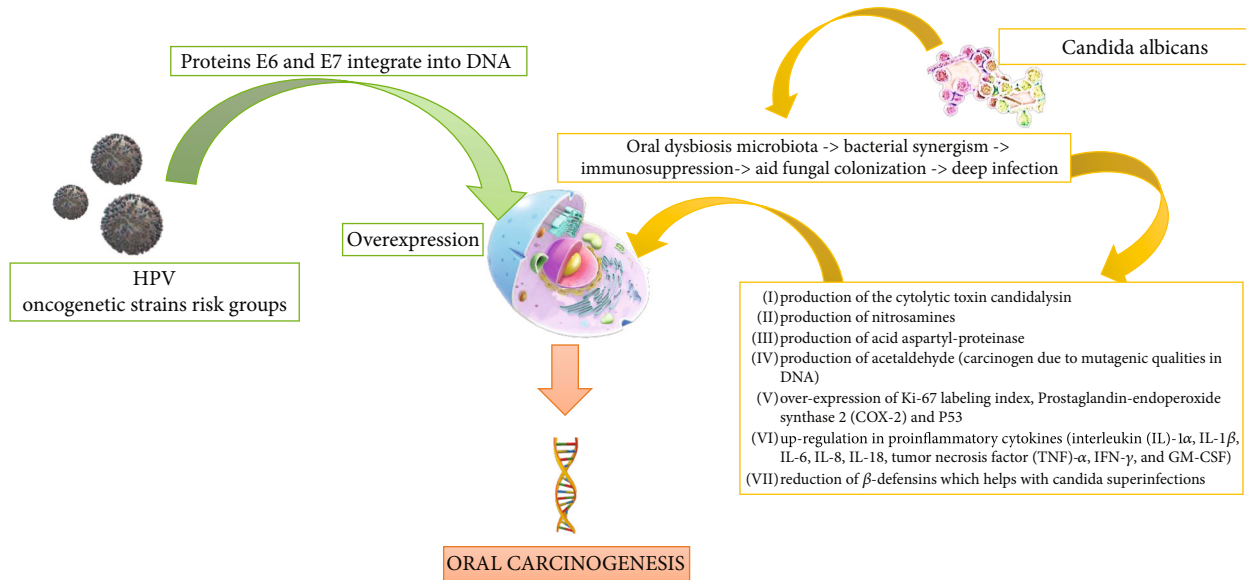 Proteins E6 and E7 integrate into DNA
Candida albicans
Oral dysbiosis microbiota -> bacterial synergism ->
immunosuppression-> aid fungal colonization -> deep infection
Overexpression
HPV
oncogenetic strains risk groups
(I) production of the cytolytic toxin candidalysin
(II) production of nitrosamines
(III) production of acid aspartyl-proteinase
(IV) production of acetaldehyde (carcinogen due to mutagenic qualities in
DNA)
(V) over-expression of Ki-67 labeling index, Prostaglandin-endoperoxide
synthase 2 (COX-2) and P53
(VI) up-regulation in proinflammatory cytokines (interleukin (IL)-1α, IL-1β,
IL-6, IL-8, IL-18, tumor necrosis factor (TNF)-α, IFN-γ, and GM-CSF)
(VII) reduction of β-defensins which helps with candida superinfections
ORAL CARCINOGENESIS